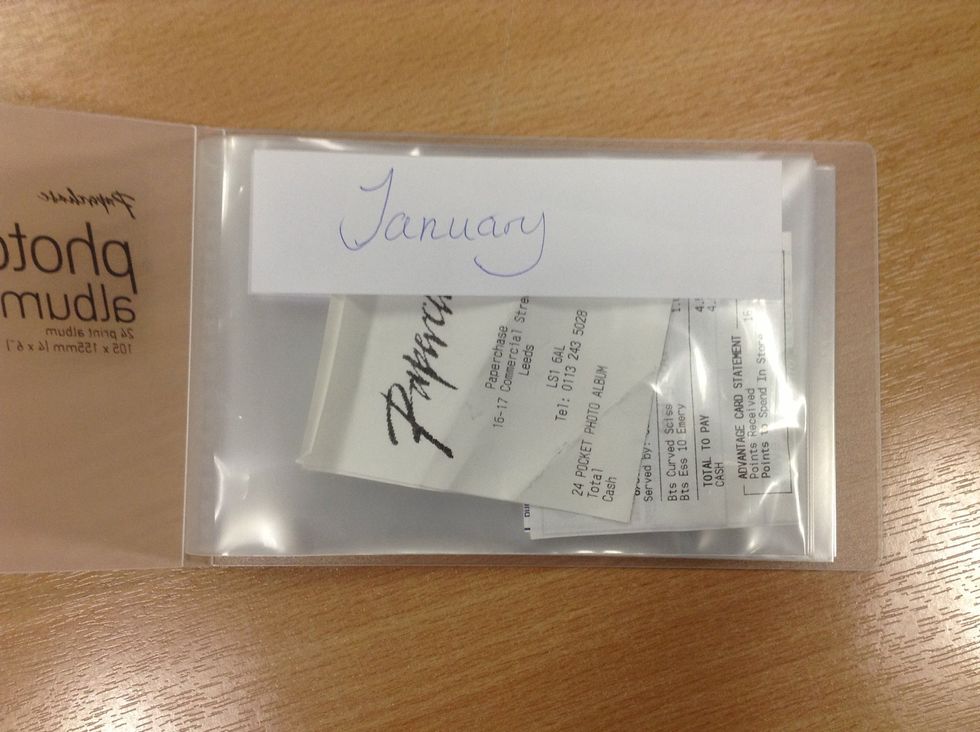 Paperchase
photo
album
24 print album
105 x 155mm (4 x 6")
January
Paperchase
16-17 Commercial
Leeds
LS1 6AL
Tel: 0113 243 5028
24 POCKET PHOTO ALBUM
Total
Cash
Served by:
Bts Curved Sciss
Bts Ess 10 Emery
TOTAL TO PAY
CASH
ADVANTAGE CARD STATEMENT
Points Received
Points to Spend In Store